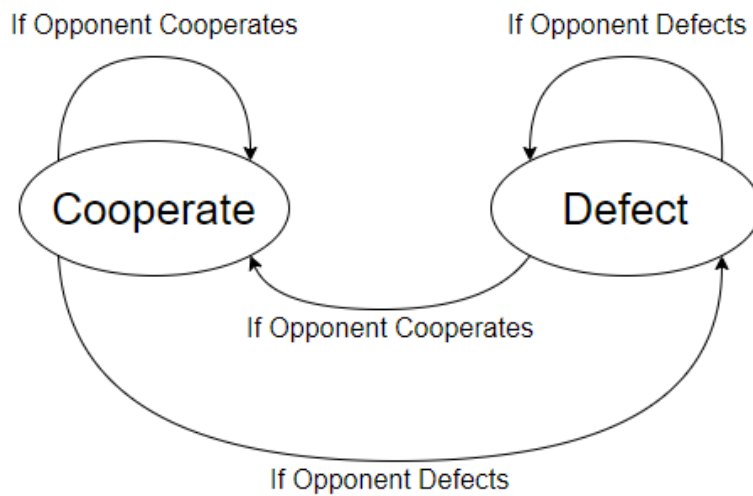 If Opponent Cooperates
If Opponent Defects
Cooperate
Defect
If Opponent Cooperates
If Opponent Defects